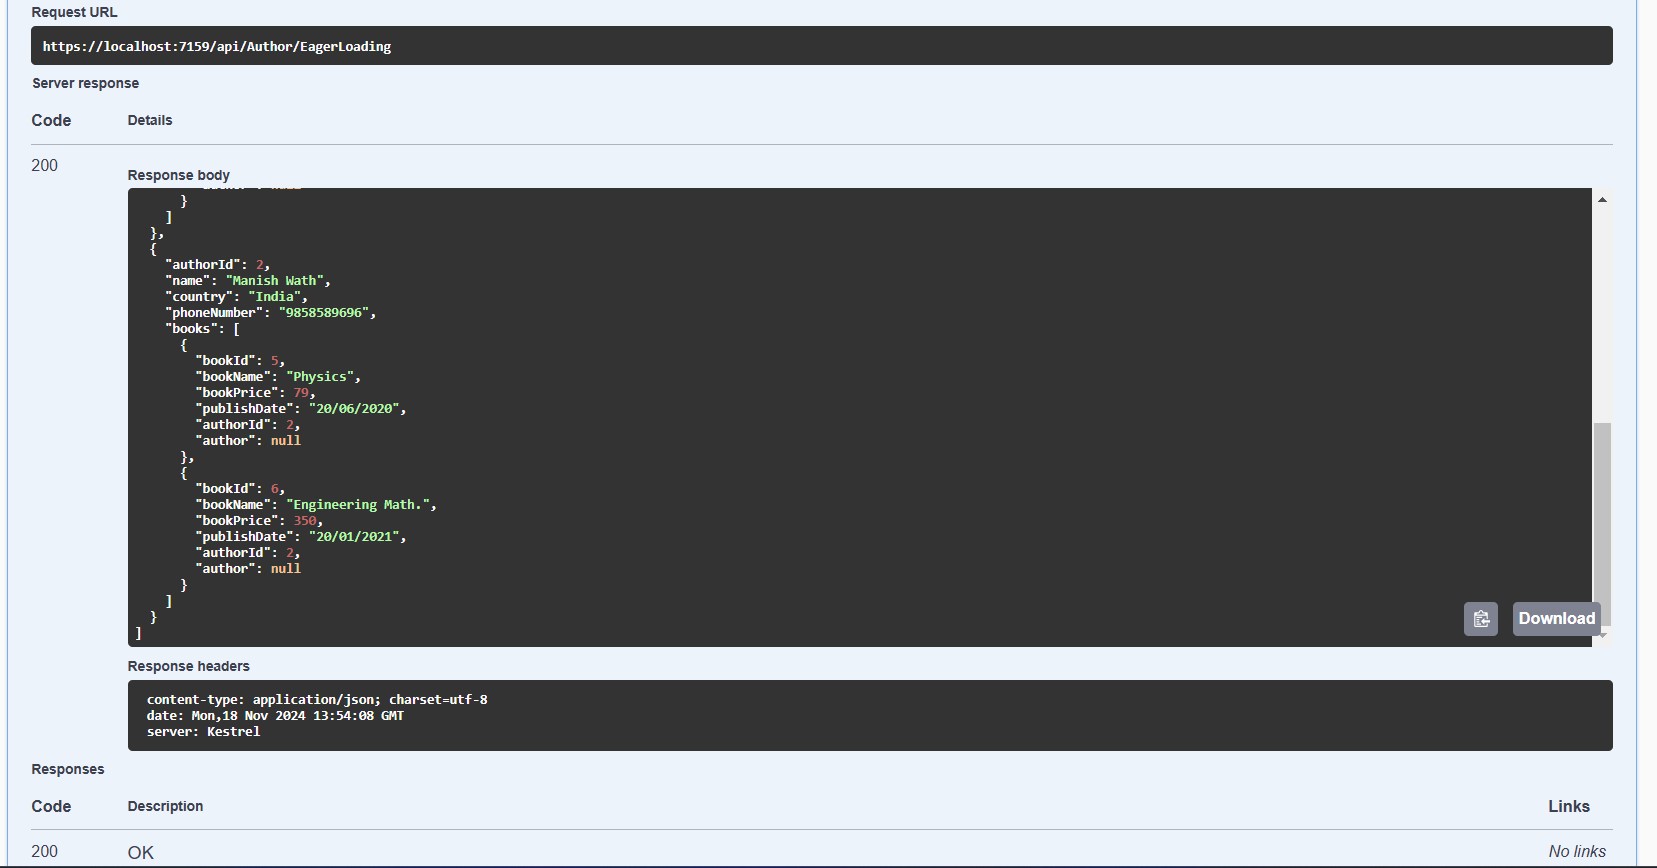 Request URL
https://localhost:7159/api/Author/EagerLoading
Server response
Code Details
200
Response body
}
]
},
{
"authorId": 2,
"name": "Manish Wath",
"country": "India",
"phoneNumber": "9858589696",
"books": [
{
"bookId": 5,
"bookName": "Physics",
"bookPrice": 79,
"publishDate": "20/06/2020",
"authorId": 2,
"author": null
},
{
"bookId": 6,
"bookName": "Engineering Math.",
"bookPrice": 350,
"publishDate": "20/01/2021",
"authorId": 2,
"author": null
}
]
}
]
Download
Response headers
content-type: application/json; charset=utf-8
date: Mon,18 Nov 2024 13:54:08 GMT
server: Kestrel
Responses
Code Description Links
200 OK No links